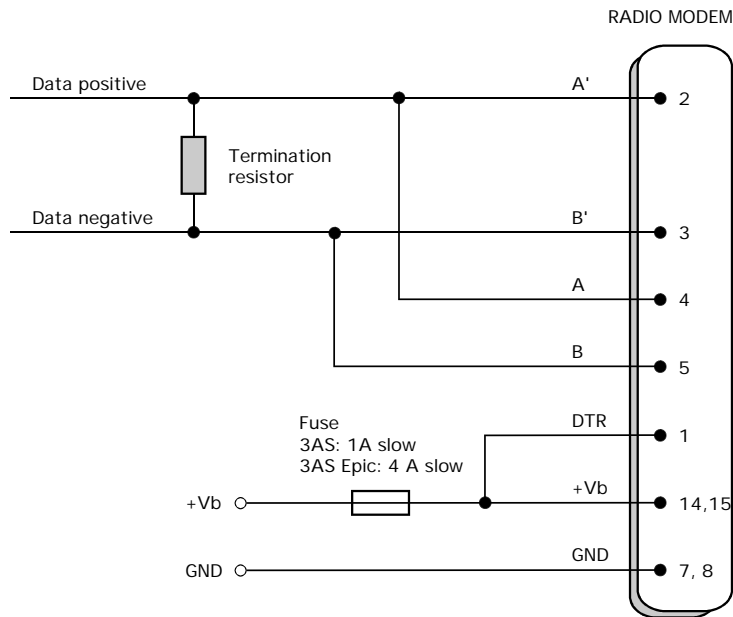 RADIO MODEM
Data positive
A'
2
Termination
resistor
Data negative
B'
3
A
4
B
5
Fuse
3AS: 1A slow
3AS Epic: 4 A slow
DTR
1
+Vb
+Vb
14,15
GND
GND
7, 8